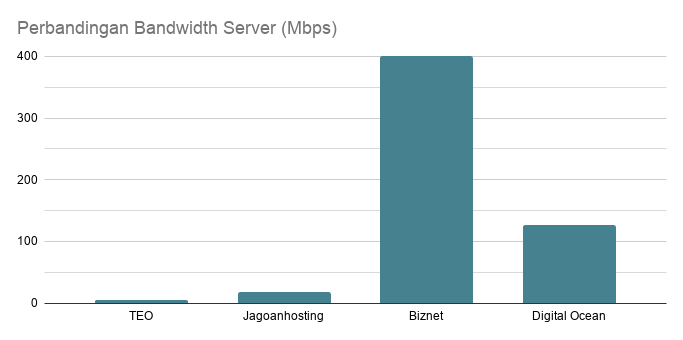 Perbandingan Bandwidth Server (Mbps)
400
300
200
100
0
TEO Jagoanhosting Biznet Digital Ocean